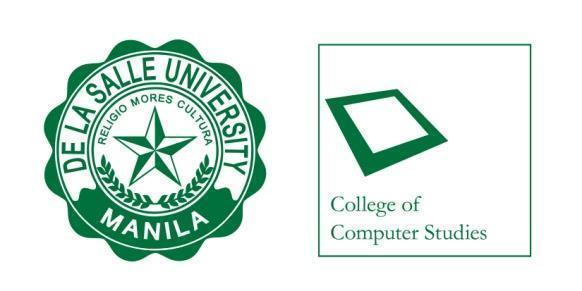 DE LA SALLE UNIVERSITY
RELIGIO MORES CULTURA
MANILA
College of
Computer Studies